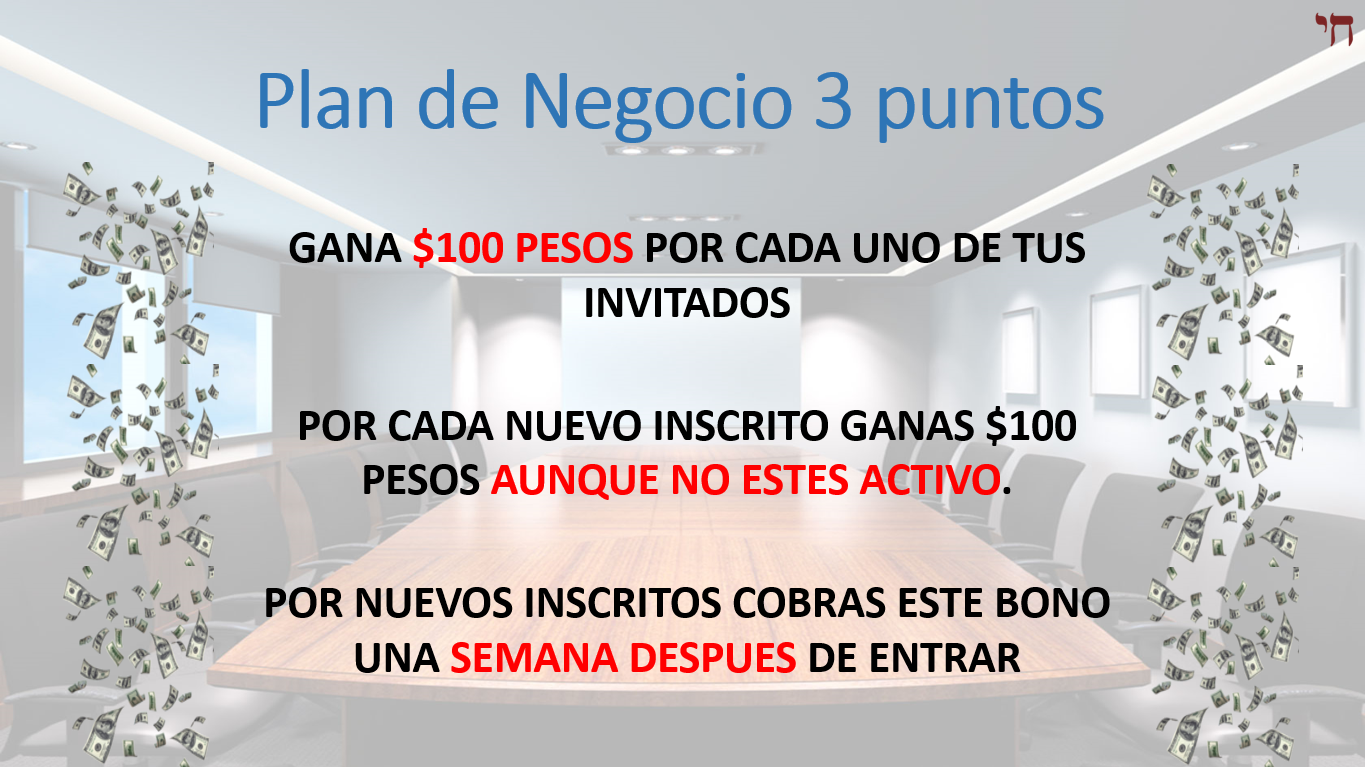 חי
Plan de Negocio 3 puntos
GANA $100 PESOS POR CADA UNO DE TUS
INVITADOS
POR CADA NUEVO INSCRITO GANAS $100
PESOS AUNQUE NO ESTES ACTIVO.
POR NUEVOS INSCRITOS COBRAS ESTE BONO
UNA SEMANA DESPUES DE ENTRAR